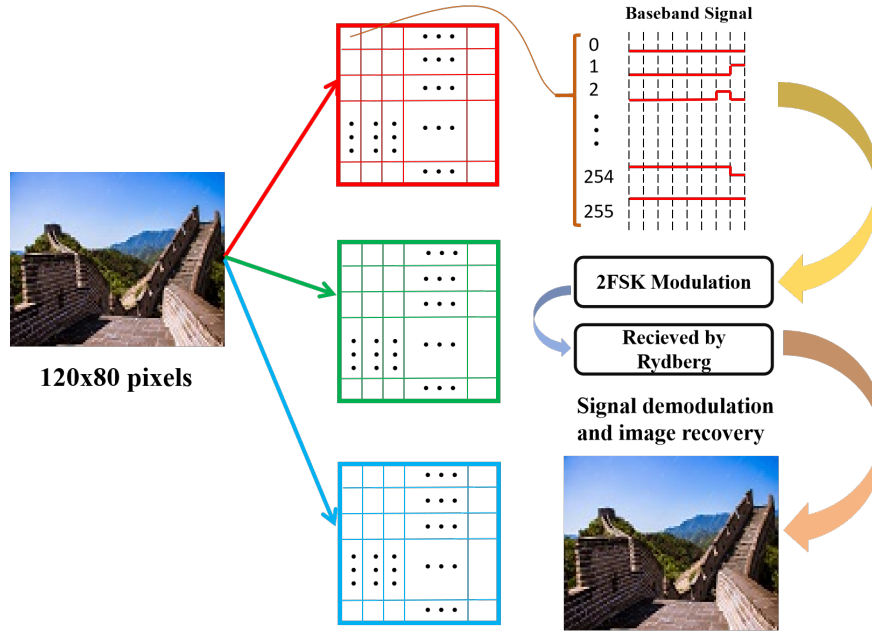 Baseband Signal
0
1
2
254
255
120x80 pixels
2FSK Modulation
Recieved by
Rydberg
Signal demodulation
and image recovery